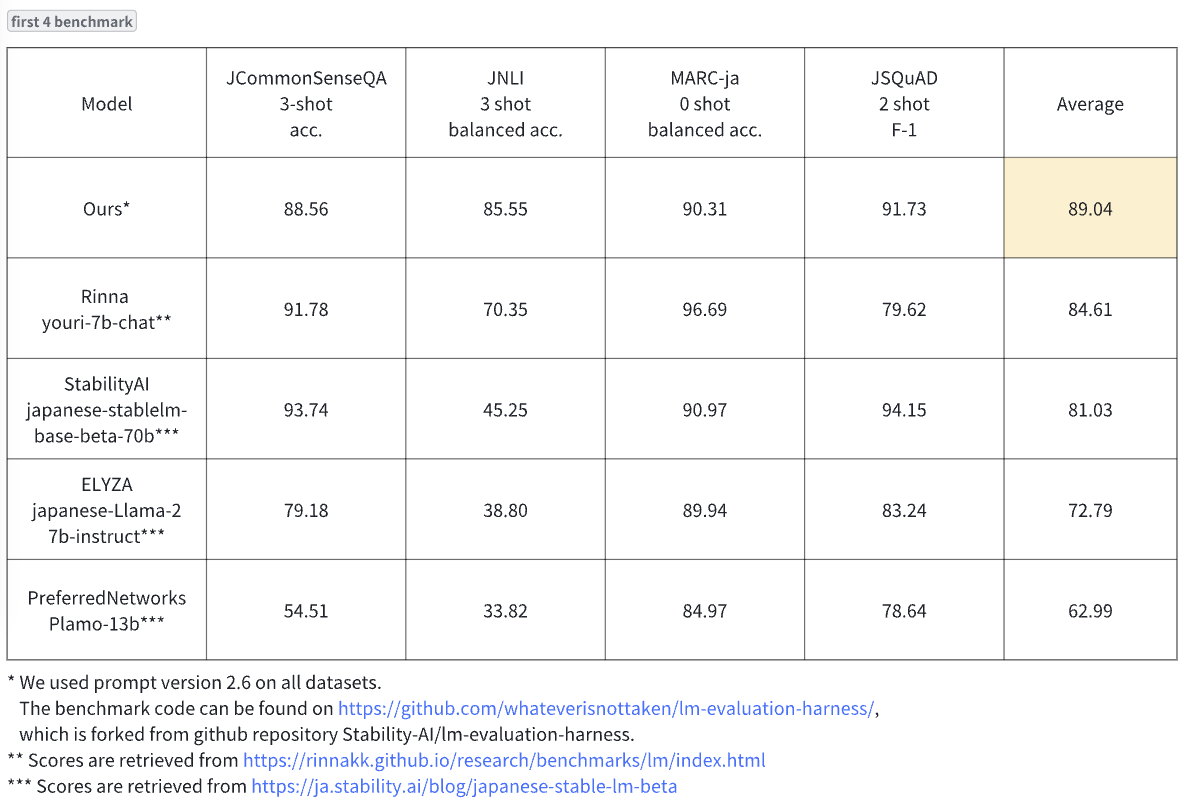 first 4 benchmark
Model
JCommonSenseQA
3-shot
acc.
JNLI
3 shot
balanced acc.
MARC-ja
0 shot
balanced acc.
JSQuAD
2 shot
F-1
Average
Ours*
88.56
85.55
90.31
91.73
89.04
Rinna
youri-7b-chat**
91.78
70.35
96.69
79.62
84.61
StabilityAI
japanese-stablelm-
base-beta-70b***
93.74
45.25
90.97
94.15
81.03
ELYZA
japanese-Llama-2
7b-instruct***
79.18
38.80
89.94
83.24
72.79
PreferredNetworks
Plamo-13b***
54.51
33.82
84.97
78.64
62.99
* We used prompt version 2.6 on all datasets.
The benchmark code can be found on https://github.com/whateverisnottaken/lm-evaluation-harness/,
which is forked from github repository Stability-AI/lm-evaluation-harness.
** Scores are retrieved from https://rinnakk.github.io/research/benchmarks/lm/index.html
*** Scores are retrieved from https://ja.stability.ai/blog/japanese-stable-lm-beta